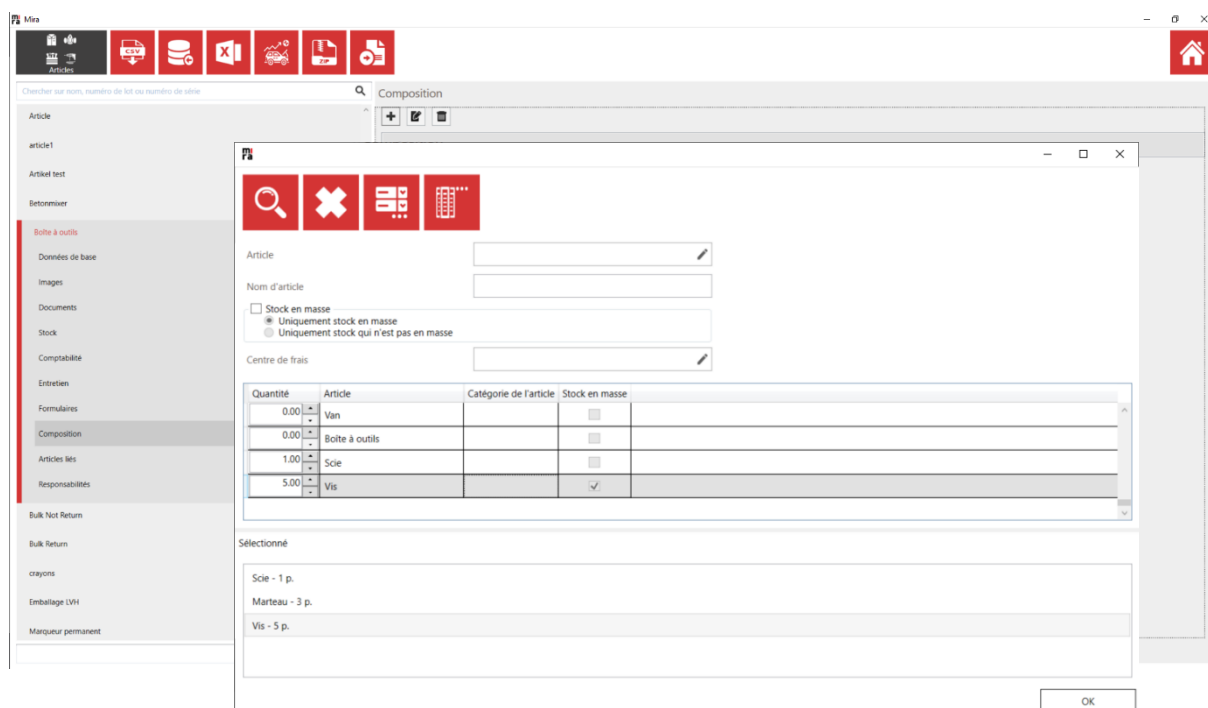 mi
ra
Mira
Articles
CSV
X
ZIP
Chercher sur nom, numéro de lot ou numéro de série
Composition
Article
article1
Artikel test
Betonmixer
Boîte à outils
Données de base
Images
Documents
Stock
Comptabilité
Entretien
Formulaires
Composition
Articles liés
Responsabilités
Bulk Not Return
Bulk Return
crayons
Emballage LVH
Marqueur permanent
mi
ra
Article
Nom d'article
Stock en masse
Uniquement stock en masse
Uniquement stock qui n'est pas en masse
Centre de frais
Quantité Article Catégorie de l'article Stock en masse
0.00 Van
0.00 Boîte à outils
1.00 Scie
5.00 Vis
Sélectionné
Scie - 1 p.
Marteau - 3 p.
Vis - 5 p.
OK